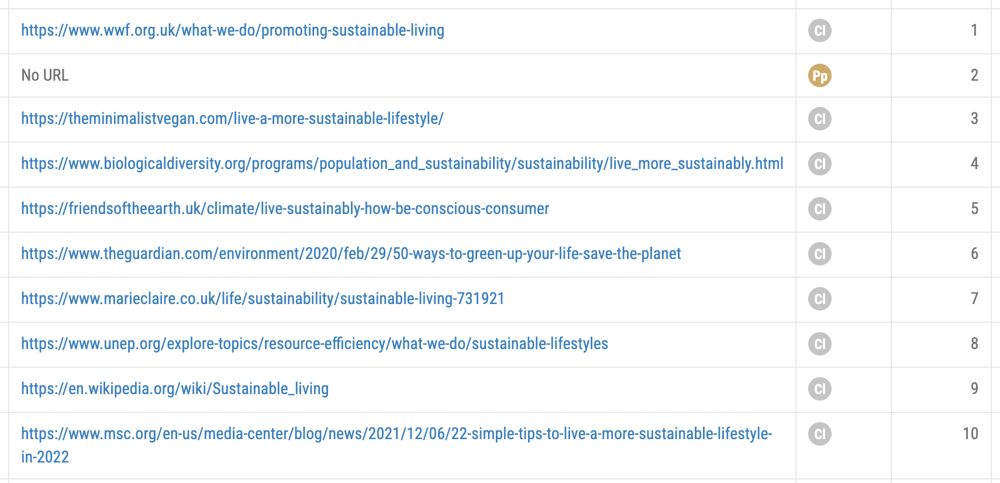 https://www.wwf.org.uk/what-we-do/promoting-sustainable-living Cl 1
No URL Pp 2
https://theminimalistvegan.com/live-a-more-sustainable-lifestyle/ Cl 3
https://www.biologicaldiversity.org/programs/population_and_sustainability/sustainability/live_more_sustainably.html Cl 4
https://friendsoftheearth.uk/climate/live-sustainably-how-be-conscious-consumer Cl 5
https://www.theguardian.com/environment/2020/feb/29/50-ways-to-green-up-your-life-save-the-planet Cl 6
https://www.marieclaire.co.uk/life/sustainability/sustainable-living-731921 Cl 7
https://www.unep.org/explore-topics/resource-efficiency/what-we-do/sustainable-lifestyles Cl 8
https://en.wikipedia.org/wiki/Sustainable_living Cl 9
https://www.msc.org/en-us/media-center/blog/news/2021/12/06/22-simple-tips-to-live-a-more-sustainable-lifestyle- Cl 10
in-2022